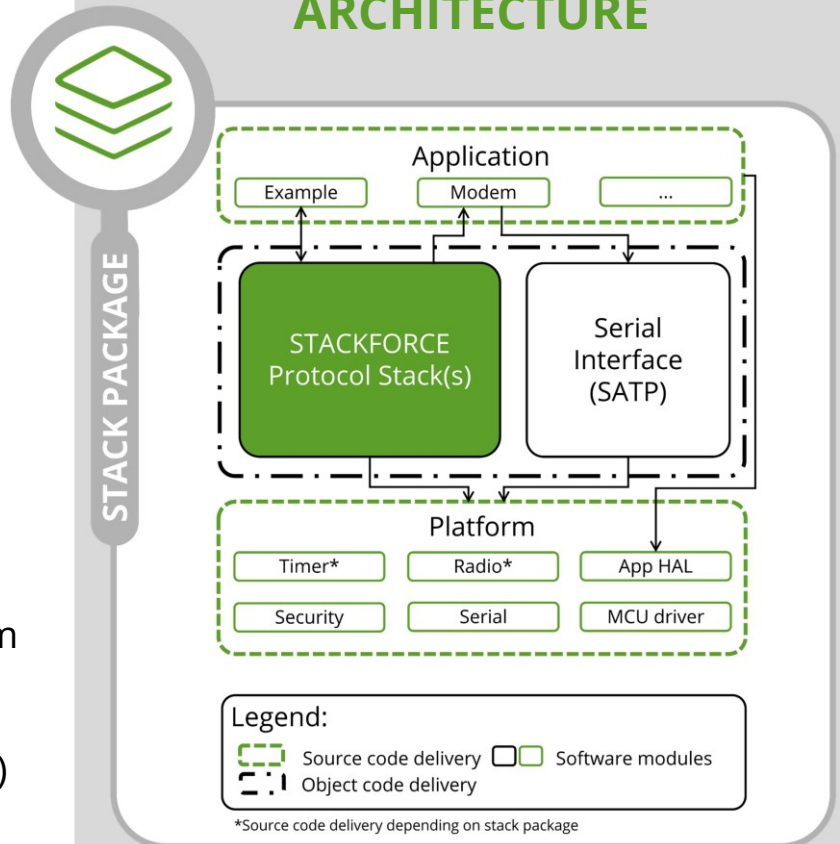 ARCHITECTURE
STACK PACKAGE
Application
Example
Modem
...
STACKFORCE
Protocol Stack(s)
Serial
Interface
(SATP)
Platform
Timer*
Radio*
App HAL
Security
Serial
MCU driver
Legend:
Source code delivery
Software modules
Object code delivery
*Source code delivery depending on stack package
)